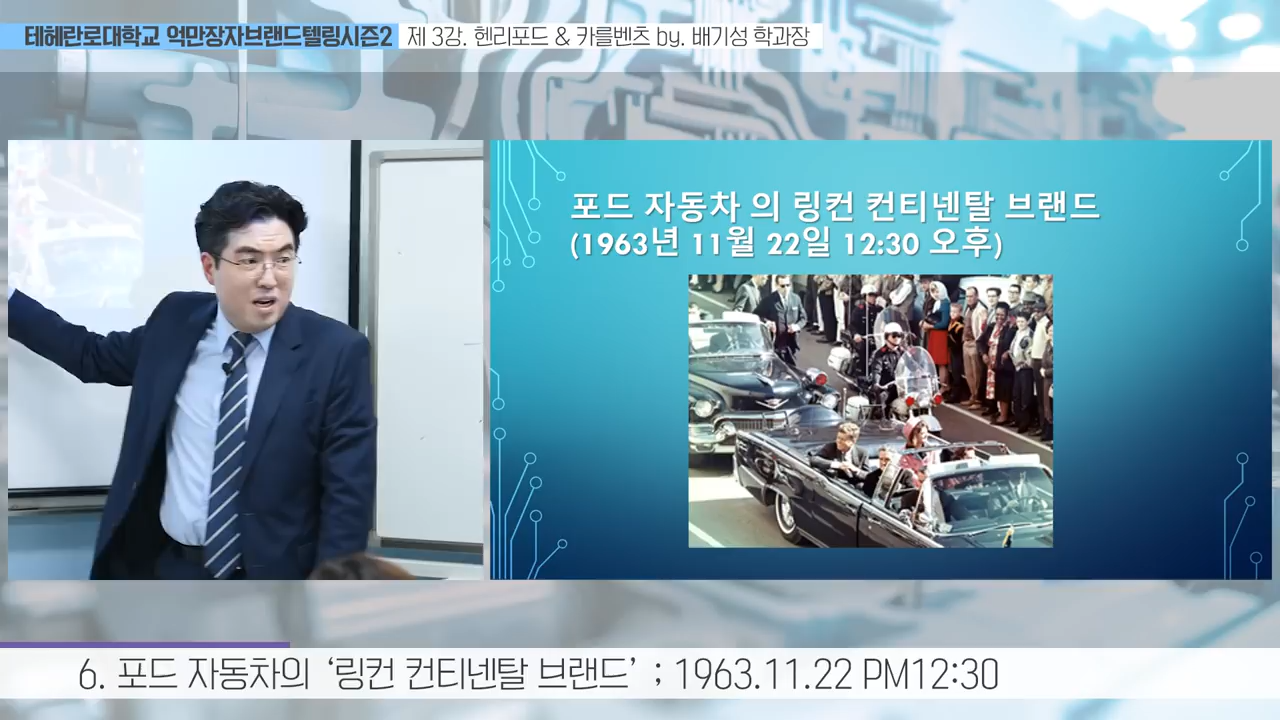 테헤란로대학교 억만장자브랜드텔링시즌2 제 3강. 헨리포드 & 카를벤츠 by. 배기성 학과장
포드 자동차 의 링컨 컨티넨탈 브랜드
(1963년 11월 22일 12:30 오후)
6. 포드 자동차의 ‘링컨 컨티넨탈 브랜드’ ; 1963.11.22 PM12:30